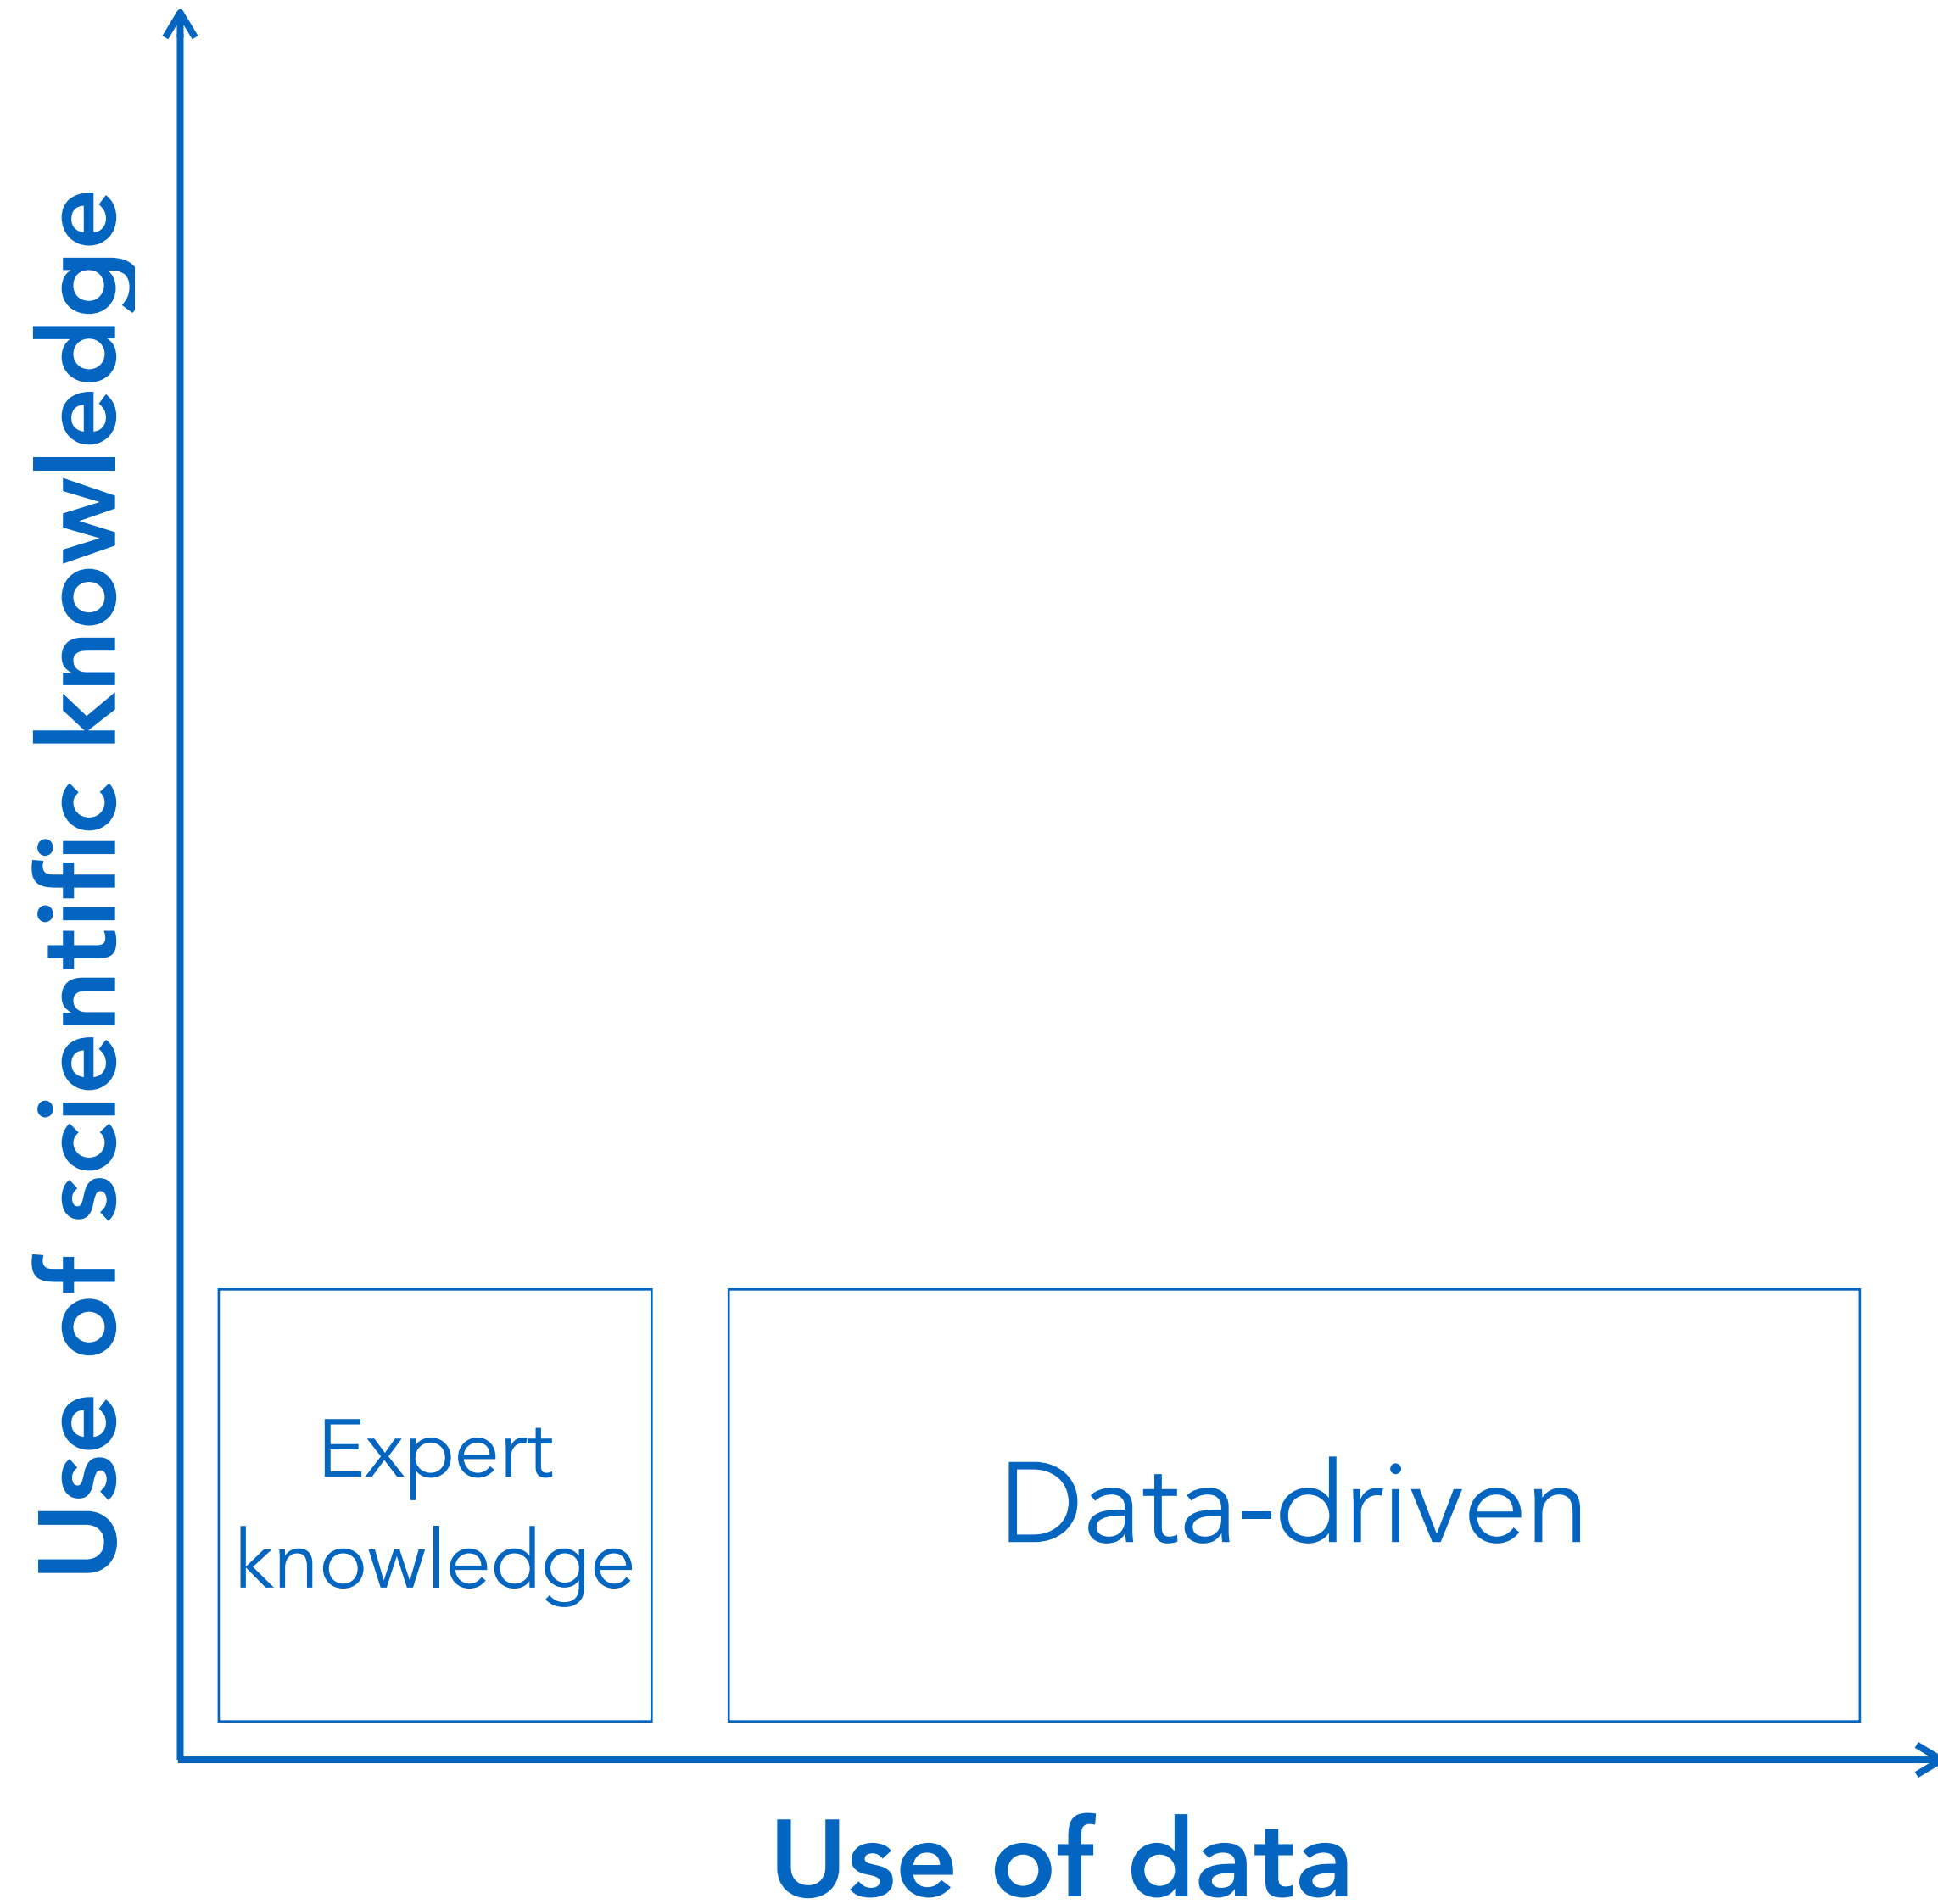 Use of scientific knowledge
Expert
knowledge
Data-driven
Use of data